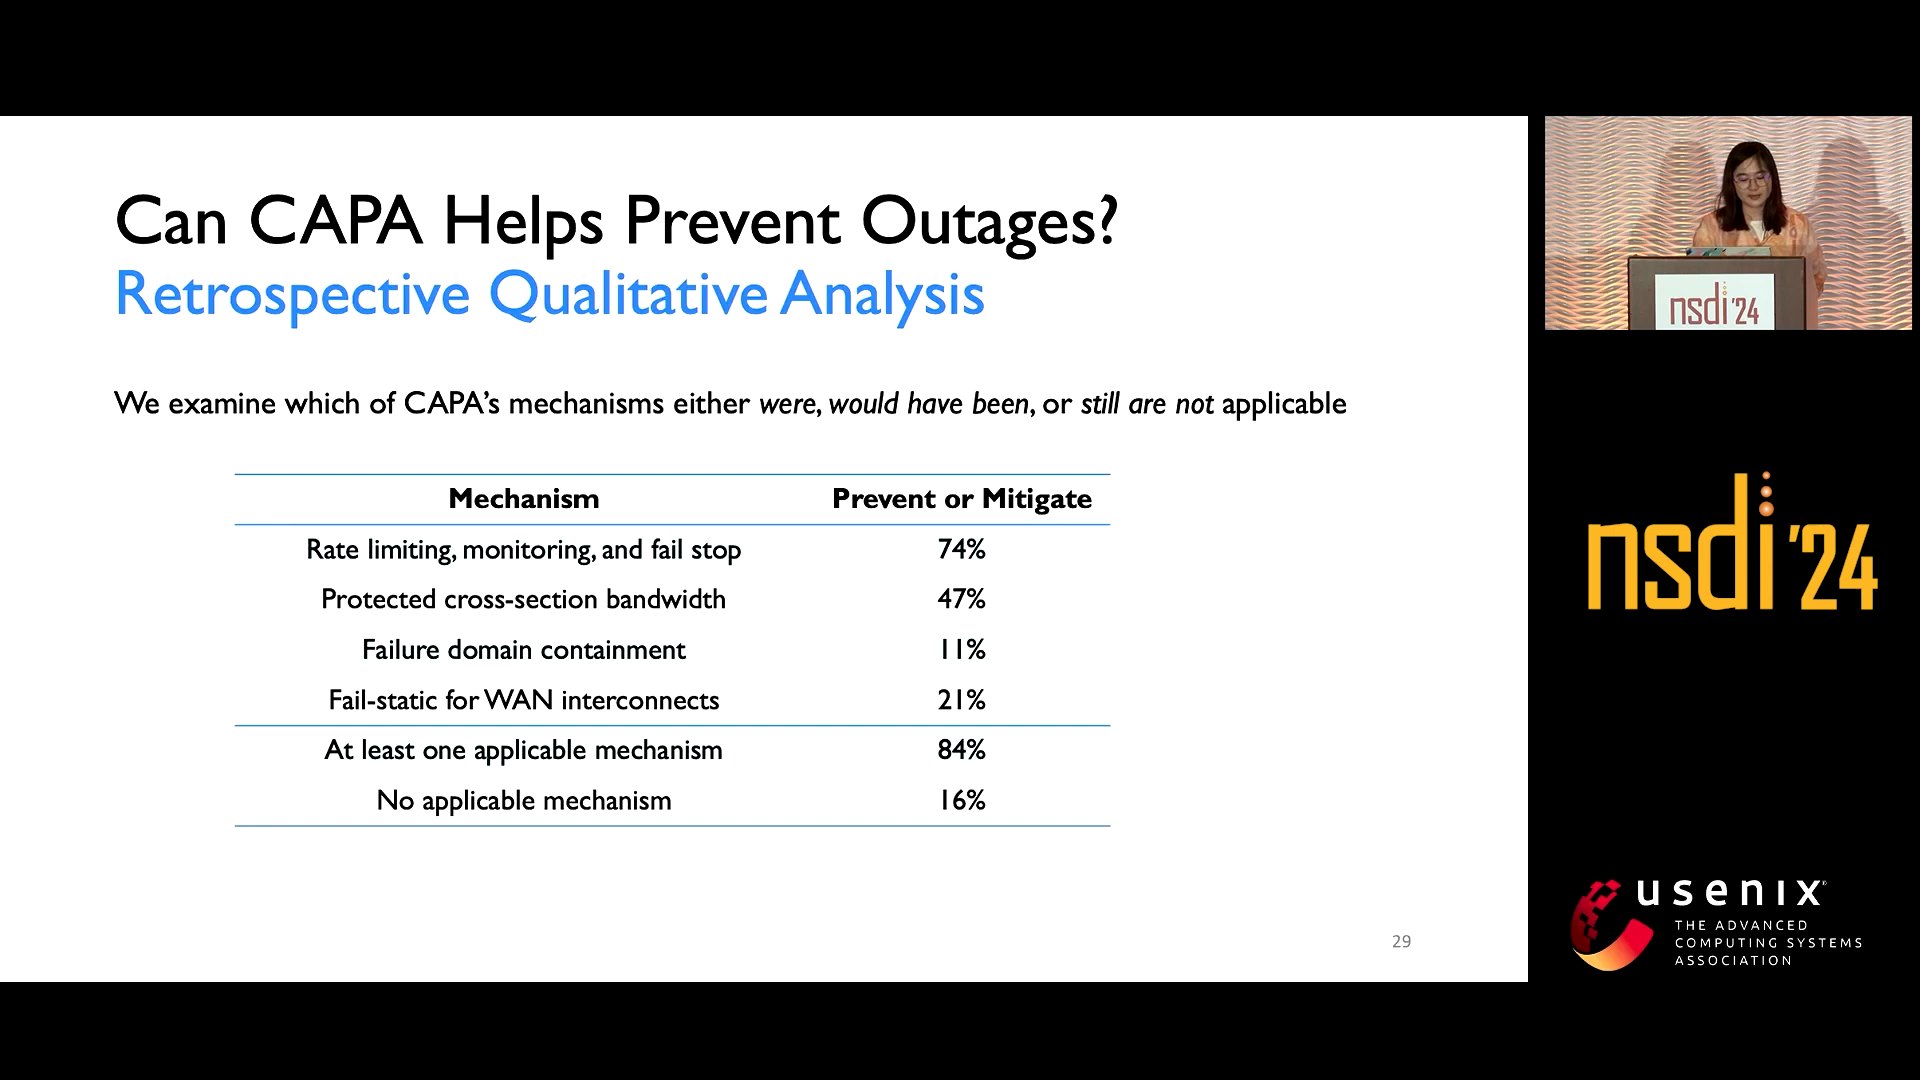 Can CAPA Helps Prevent Outages?
Retrospective Qualitative Analysis
We examine which of CAPA’s mechanisms either were, would have been, or still are not applicable
Mechanism Prevent or Mitigate
Rate limiting, monitoring, and fail stop 74%
Protected cross-section bandwidth 47%
Failure domain containment 11%
Fail-static for WAN interconnects 21%
At least one applicable mechanism 84%
No applicable mechanism 16%
29
nsdi '24
nsdi '24
usenix®
THE ADVANCED
COMPUTING SYSTEMS
ASSOCIATION